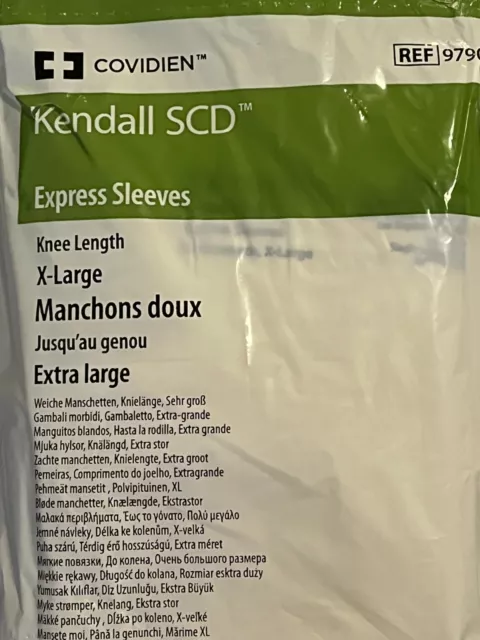 COVIDIEN™
REF 9790
Kendall SCD™
Express Sleeves
Knee Length
X-Large
Manchons doux
Jusqu'au genou
Extra large
Weiche Manschetten, Knielänge, Sehr groß
Gambali morbidi, Gambaletto, Extra-grande
Manguitos blandos, Hasta la rodilla, Extra grande
Mjuka hylsor, Knälängd, Extra stor
Zachte manchetten, Knielengte, Extra groot
Perneiras, Comprimento do joelho, Extragrande
Pehmeät mansetit, Polvipituinen, XL
Bløde manchetter, Knælængde, Ekstrastor
Μαλακά περιβλήματα, Έως το γόνατο, Πολύ μεγάλο
Jemné návleky, Délka ke kolenům, X-velká
Puha szárú, Térdig érő hosszúságú, Extra méret
Мягкие повязки, До колена, Очень большого размера
Miękkie rękawy, Długość do kolana, Rozmiar esktra duży
Yumuşak Kılıflar, Diz Uzunluğu, Ekstra Büyük
Myke strømper, Knelang, Ekstra stor
Mäkké pančuchy, Dĺžka po koleno, X-veľké
Manşete moi, Până la genunchi, Mărime XL